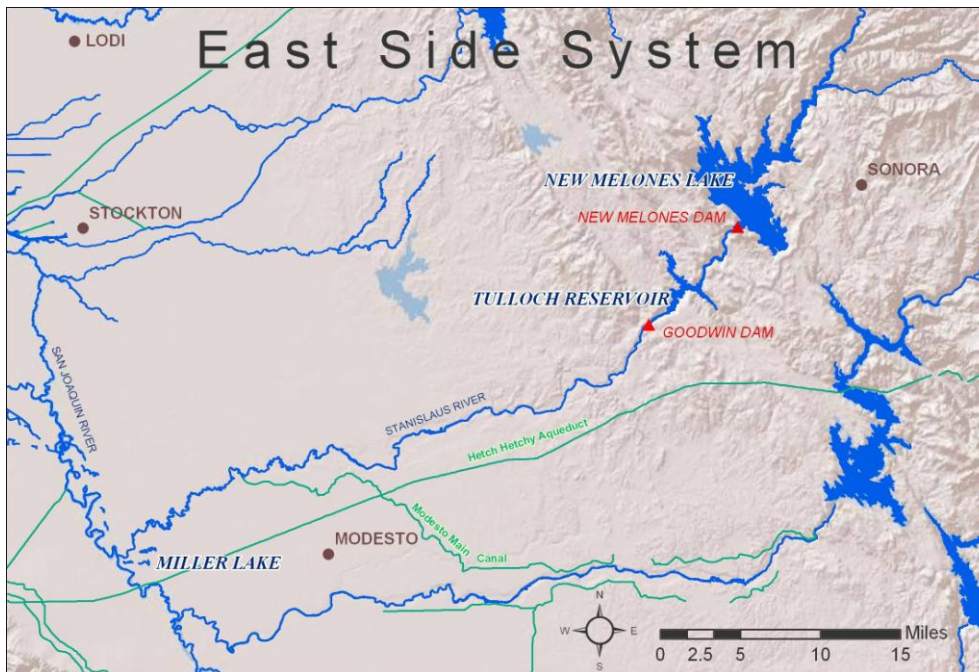 East Side System
LODI
SONORA
NEW MELONES LAKE
STOCKTON
NEW MELONES DAM
TULLOCH RESERVOIR
GOODWIN DAM
SAN JOAQUIN RIVER
STANISLAUS RIVER
Hetch Hetchy Aqueduct
Modesto Main
Canal
MODESTO
MILLER LAKE
N
W E
S
Miles
0 2.5 5 10 15